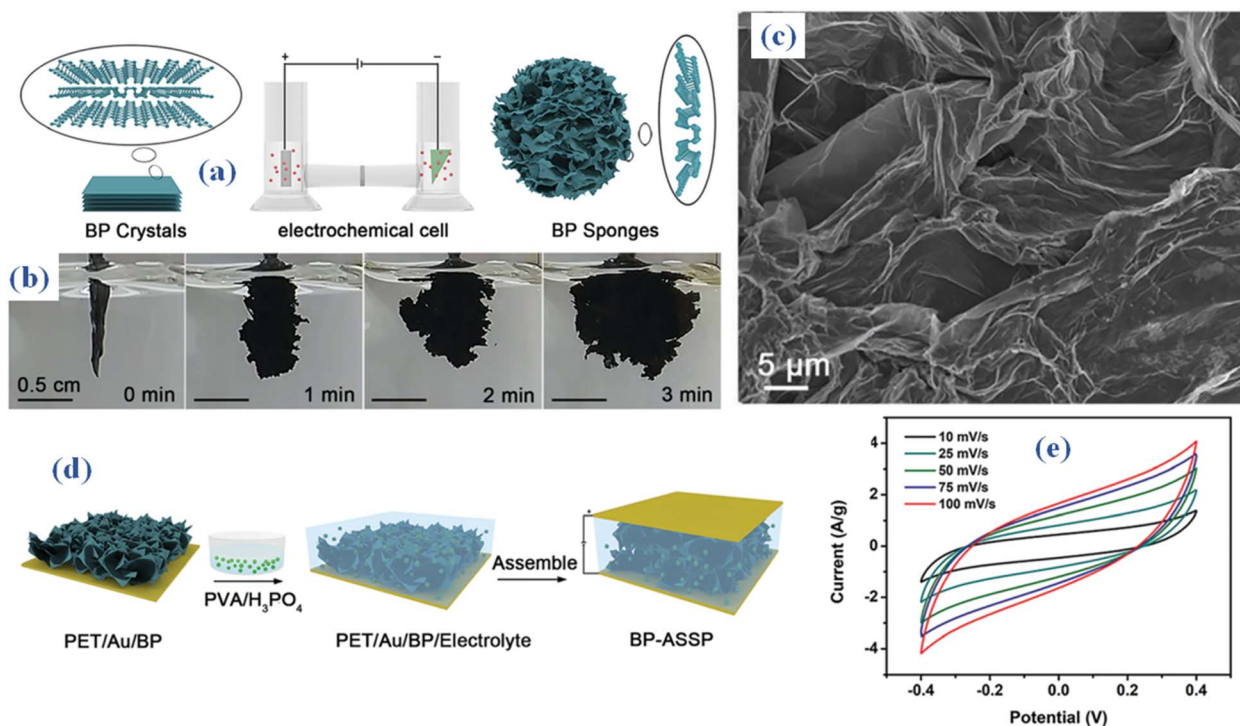 (a)
+
−
BP Crystals
electrochemical cell
BP Sponges
(b)
0.5 cm
0 min
1 min
2 min
3 min
(c)
5 μm
(d)
PET/Au/BP
PVA/H₃PO₄
PET/Au/BP/Electrolyte
Assemble
BP-ASSP
(e)
10 mV/s
25 mV/s
50 mV/s
75 mV/s
100 mV/s
Current (A/g)
4
2
0
-2
-4
-0.4
-0.2
0.0
0.2
0.4
Potential (V)